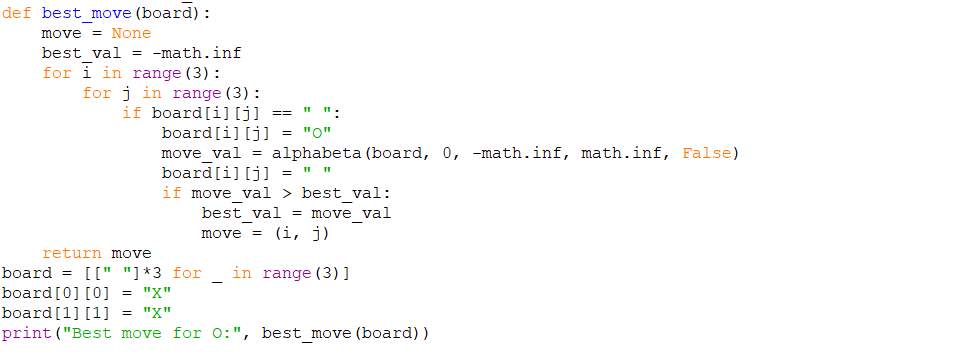 def best_move(board):
    move = None
    best_val = -math.inf
    for i in range(3):
        for j in range(3):
            if board[i][j] == " ":
                board[i][j] = "O"
                move_val = alphabeta(board, 0, -math.inf, math.inf, False)
                board[i][j] = " "
                if move_val > best_val:
                    best_val = move_val
                    move = (i, j)
    return move
board = [[" "]*3 for _ in range(3)]
board[0][0] = "X"
board[1][1] = "X"
print("Best move for O:", best_move(board))